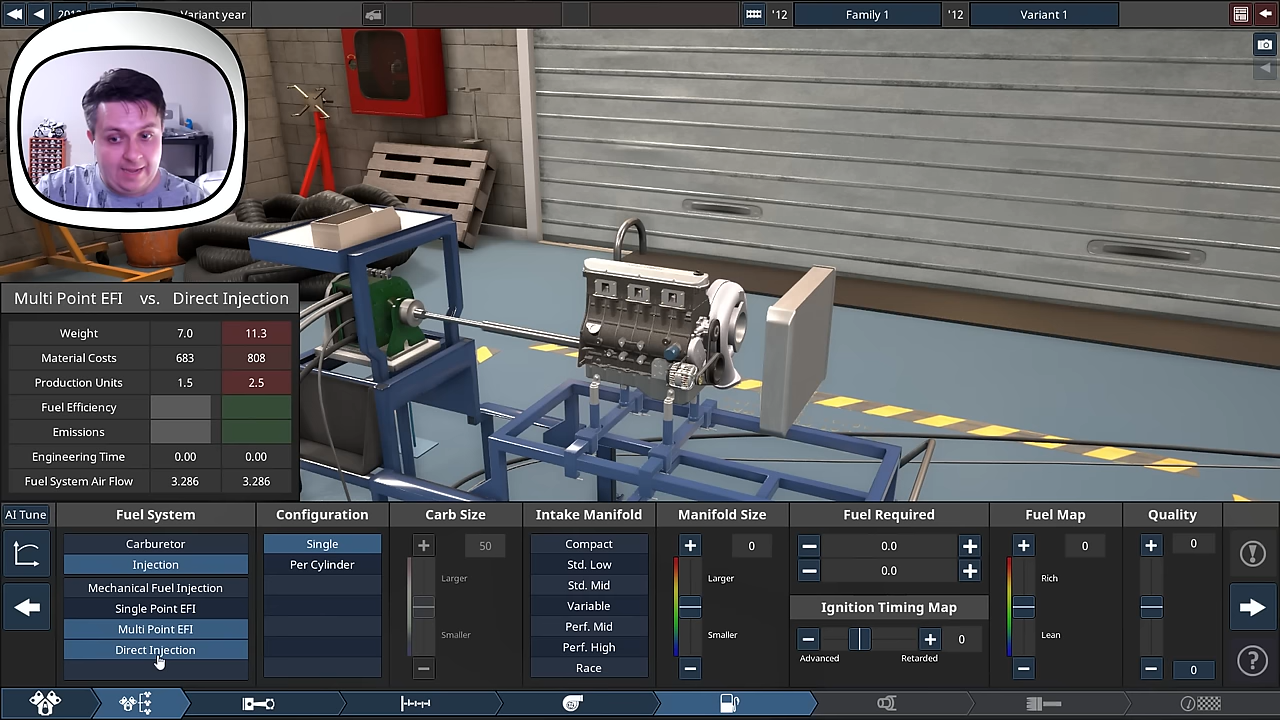 Variant year
'12
Family 1
'12
Variant 1
Multi Point EFI vs. Direct Injection
Weight 7.0 11.3
Material Costs 683 808
Production Units 1.5 2.5
Fuel Efficiency
Emissions
Engineering Time 0.00 0.00
Fuel System Air Flow 3.286 3.286
AI Tune
Fuel System
Carburetor
Injection
Mechanical Fuel Injection
Single Point EFI
Multi Point EFI
Direct Injection
Configuration
Single
Per Cylinder
Carb Size
50
Larger
Smaller
Intake Manifold
Compact
Std. Low
Std. Mid
Variable
Perf. Mid
Perf. High
Race
Manifold Size
0
Larger
Smaller
Fuel Required
0.0
0.0
Ignition Timing Map
0
Advanced Retarded
Fuel Map
0
Rich
Lean
Quality
0
0